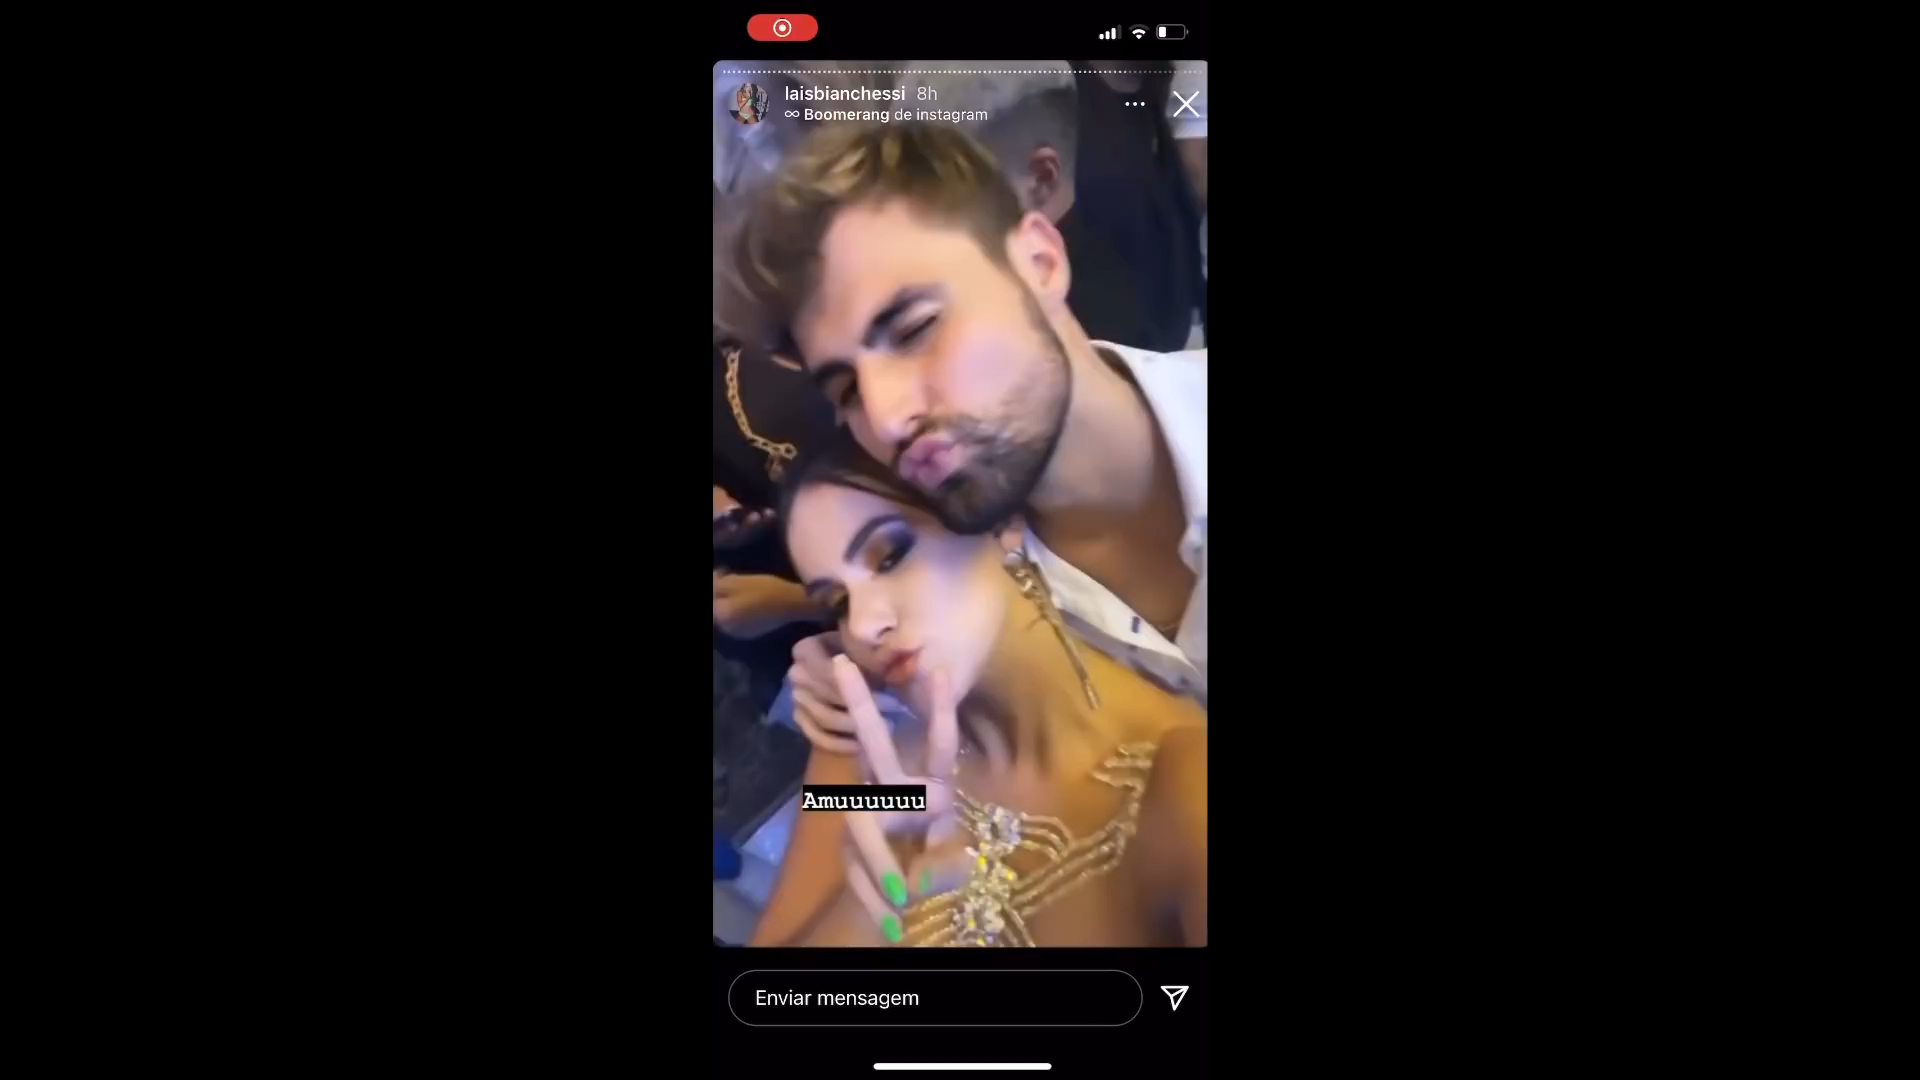 laisbianchessi 8h
∞ Boomerang de instagram
Amuuuuuu
Enviar mensagem